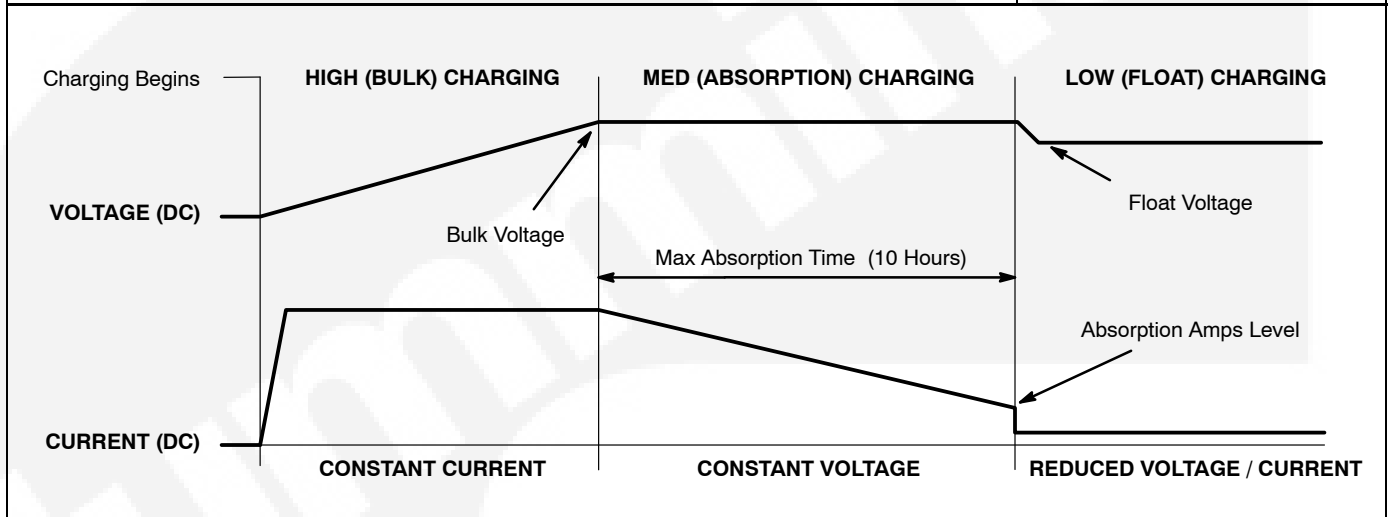 Charging Begins
HIGH (BULK) CHARGING
MED (ABSORPTION) CHARGING
LOW (FLOAT) CHARGING
VOLTAGE (DC)
Bulk Voltage
Float Voltage
Max Absorption Time (10 Hours)
Absorption Amps Level
CURRENT (DC)
CONSTANT CURRENT
CONSTANT VOLTAGE
REDUCED VOLTAGE / CURRENT